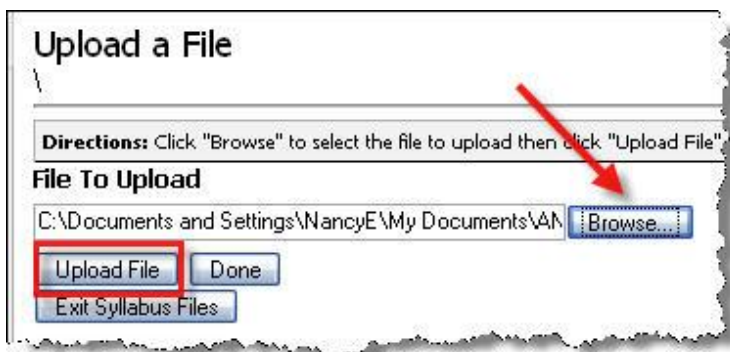 Upload a File
\
Directions: Click "Browse" to select the file to upload then click "Upload File"
File To Upload
C:\Documents and Settings\NancyE\My Documents\AN Browse...
Upload File Done
Exit Syllabus Files